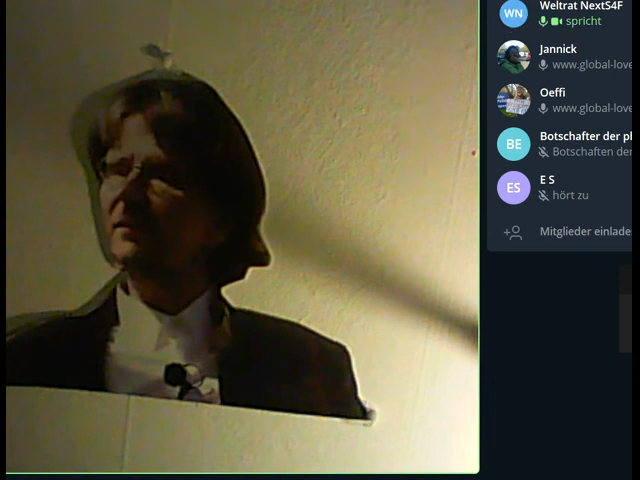 WN
Weltrat NextS4F
spricht
Jannick
www.global-love
Oeffi
www.global-love
BE
Botschafter der pl
Botschaften der
ES
E S
hört zu
Mitglieder einlade